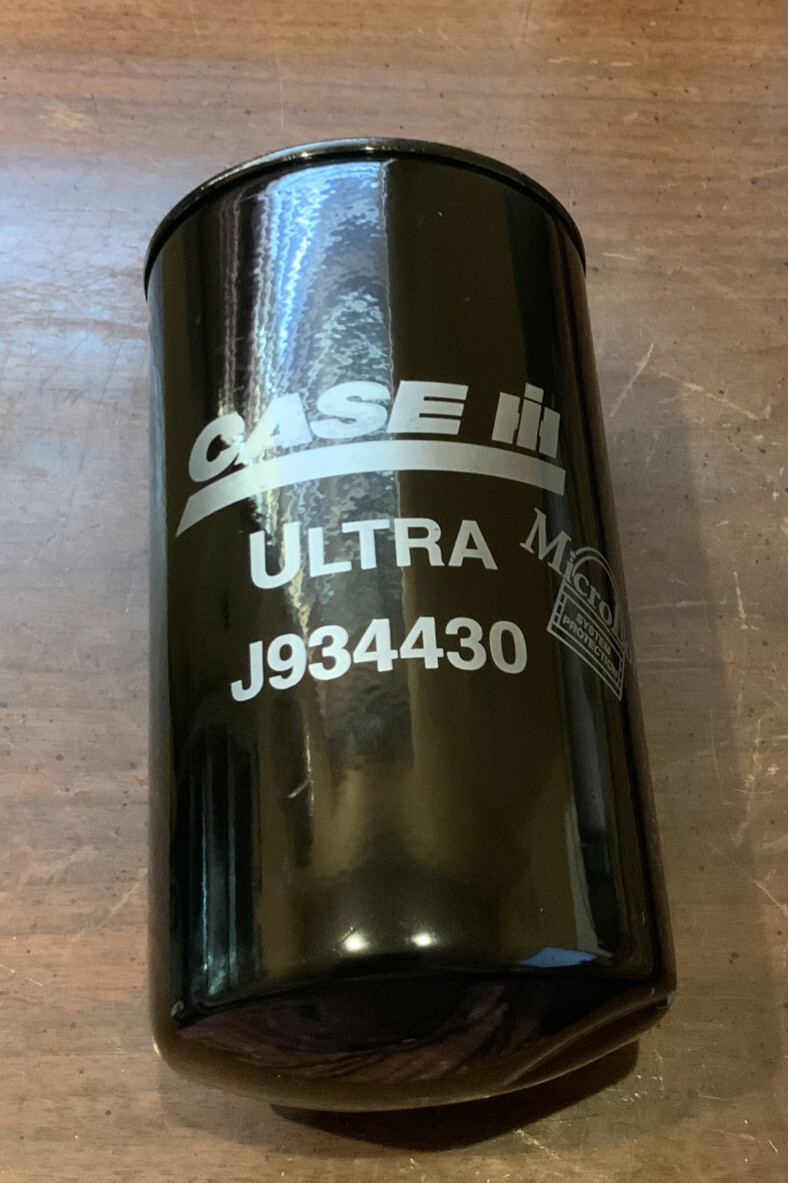 CASE IH
ULTRA
J934430
SYSTEM
PROTECTION